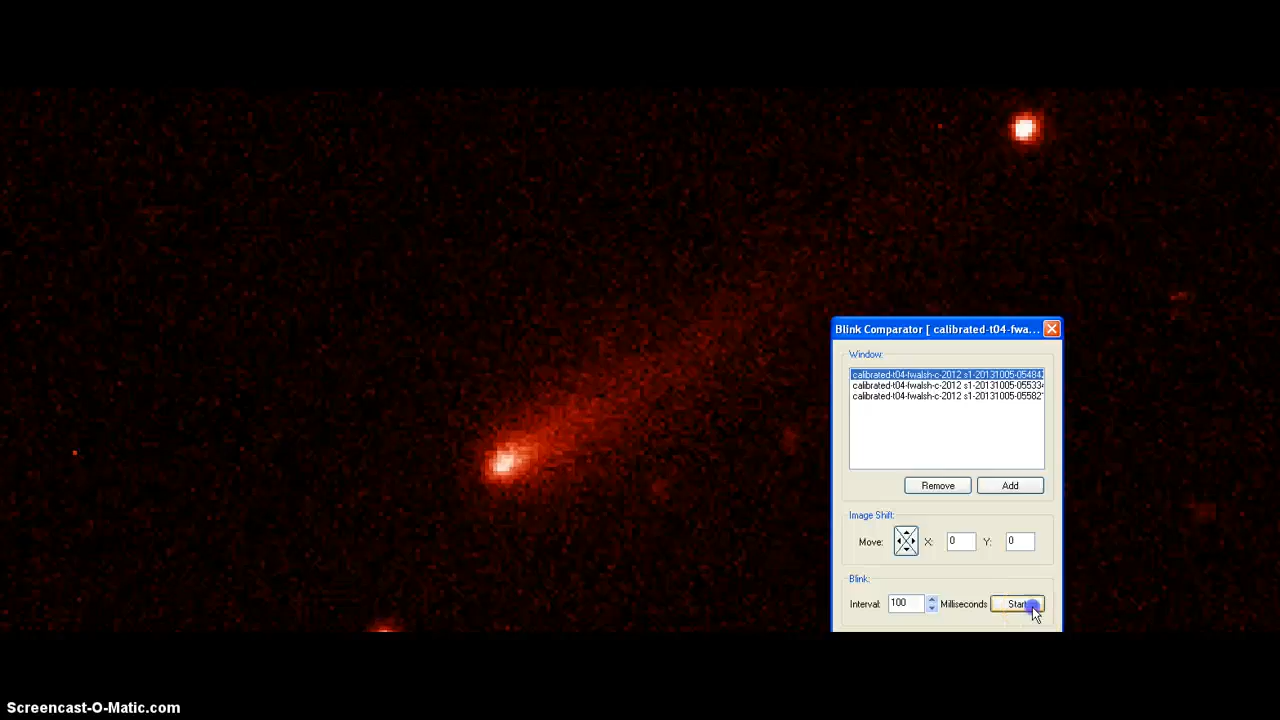 Blink Comparator [ calibrated-t04-fwa...
Window:
calibrated-t04-fwalsh-c-2012 s1-20131005-05484
calibrated-t04-fwalsh-c-2012 s1-20131005-05533
calibrated-t04-fwalsh-c-2012 s1-20131005-05582
Remove Add
Image Shift:
Move: X: 0 Y: 0
Blink:
Interval: 100 Milliseconds Start
Screencast-O-Matic.com